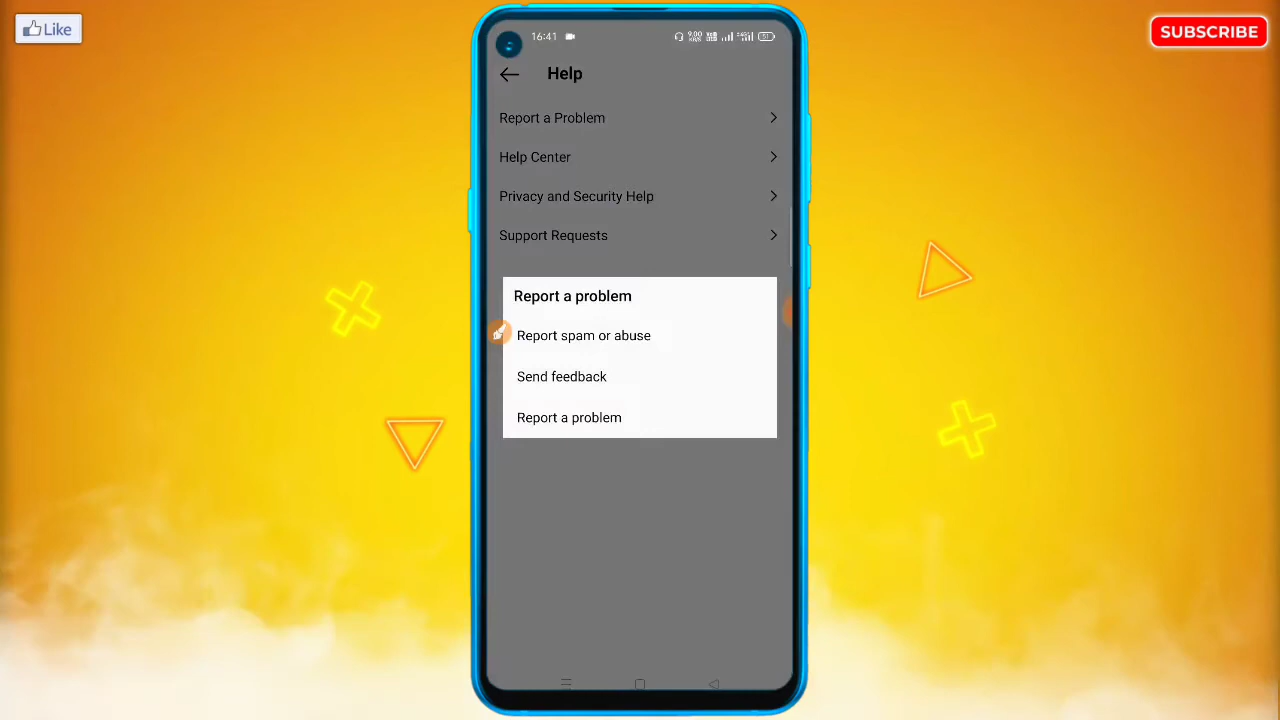 Like
SUBSCRIBE
16:41
Help
Report a Problem
Help Center
Privacy and Security Help
Support Requests
Report a problem
Report spam or abuse
Send feedback
Report a problem